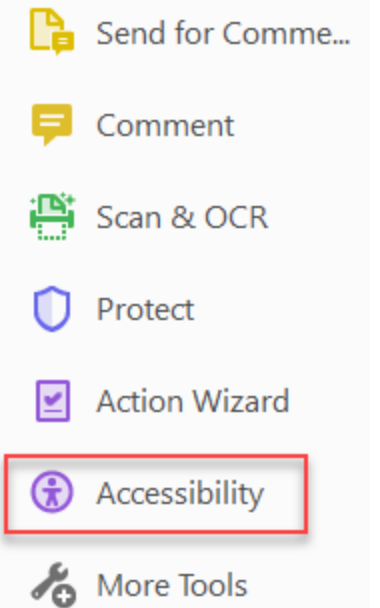 Send for Comme...
Comment
Scan & OCR
Protect
Action Wizard
Accessibility
More Tools